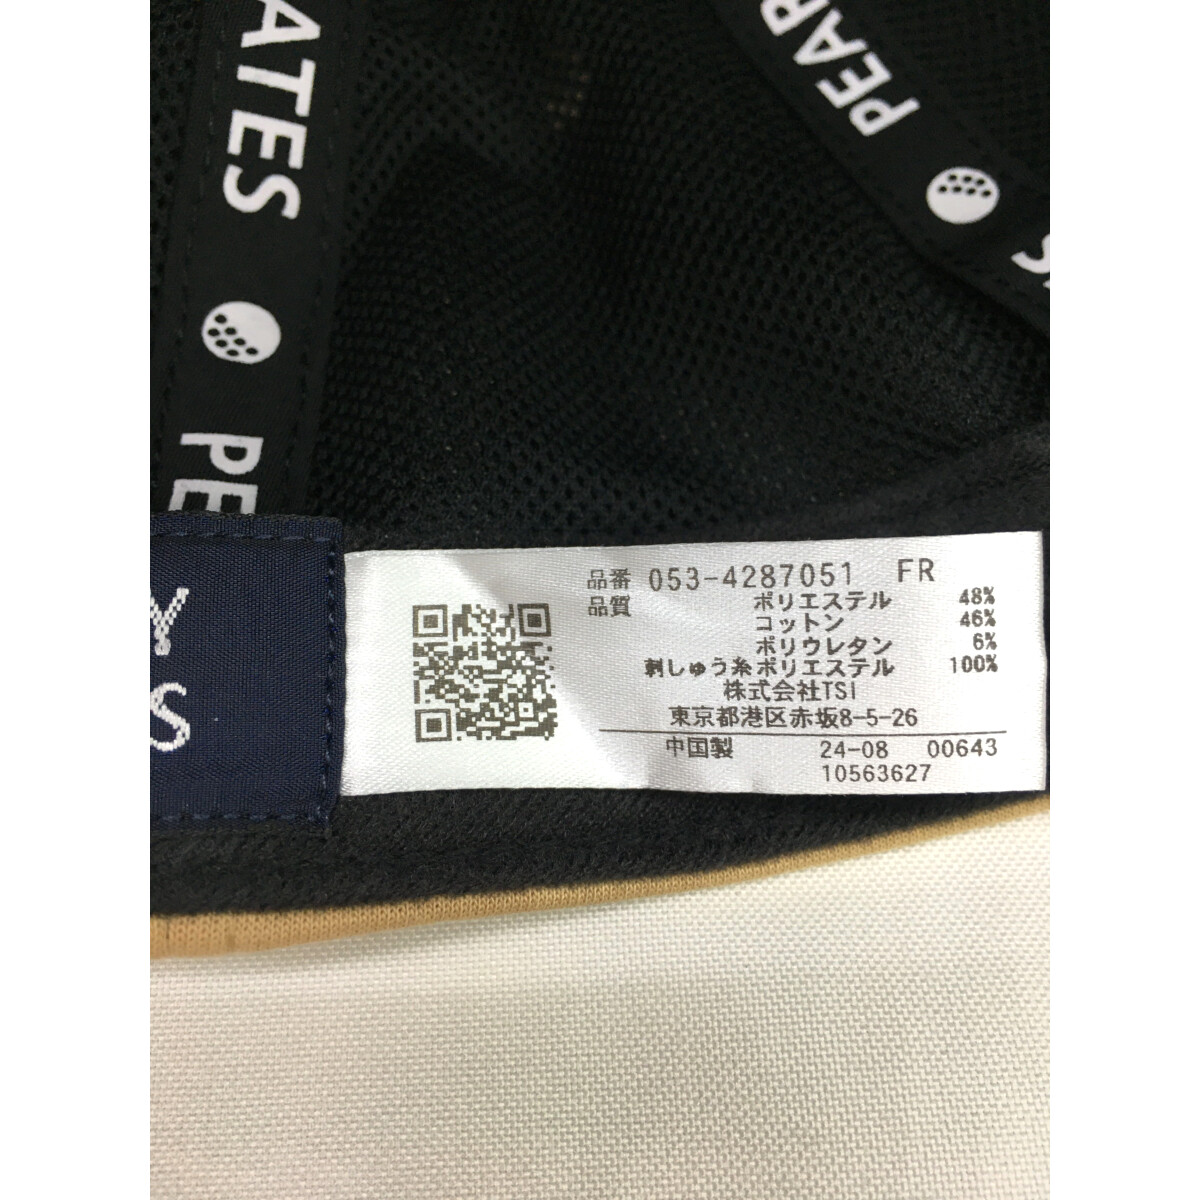 ATES
PEAR
S
PE
Y
S
品番 053-4287051 FR
品質 ポリエステル 48%
コットン 46%
ポリウレタン 6%
刺しゅう糸ポリエステル 100%
株式会社TSI
東京都港区赤坂8-5-26
中国製 24-08 00643
10563627